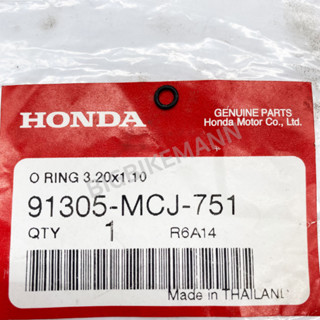 HONDA
GENUINE PARTS
Honda Motor Co., Ltd.
O RING 3.20x1.10
91305-MCJ-751
QTY 1 R6A14
Made in THAILAND
BIGBIKEMANN